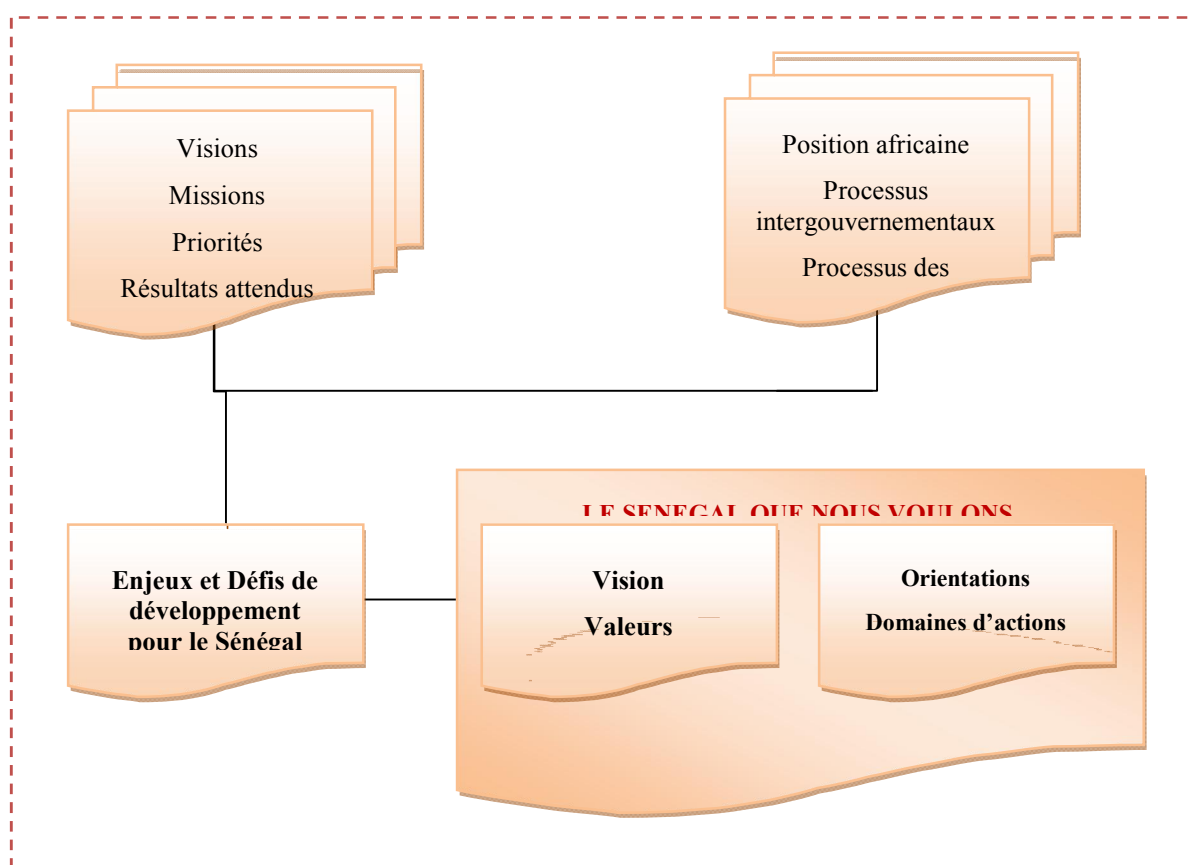 Visions
Missions
Priorités
Résultats attendus
Position africaine
Processus
intergouvernementaux
Processus des
LE SENEGAL QUE NOUS VOULONS
Enjeux et Défis de
développement
pour le Sénégal
Vision
Valeurs
Orientations
Domaines d’actions